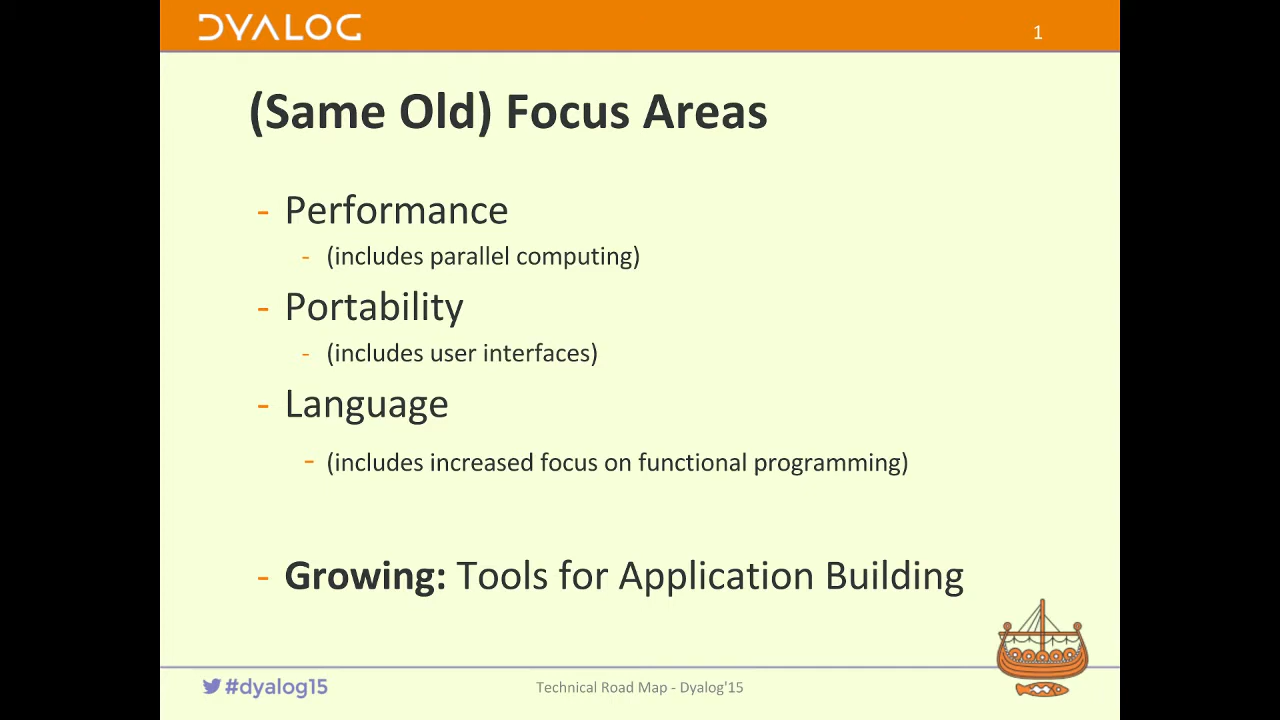 DYALOG
1
(Same Old) Focus Areas
- Performance
- (includes parallel computing)
- Portability
- (includes user interfaces)
- Language
- (includes increased focus on functional programming)
- Growing: Tools for Application Building
#dyalog15
Technical Road Map - Dyalog'15